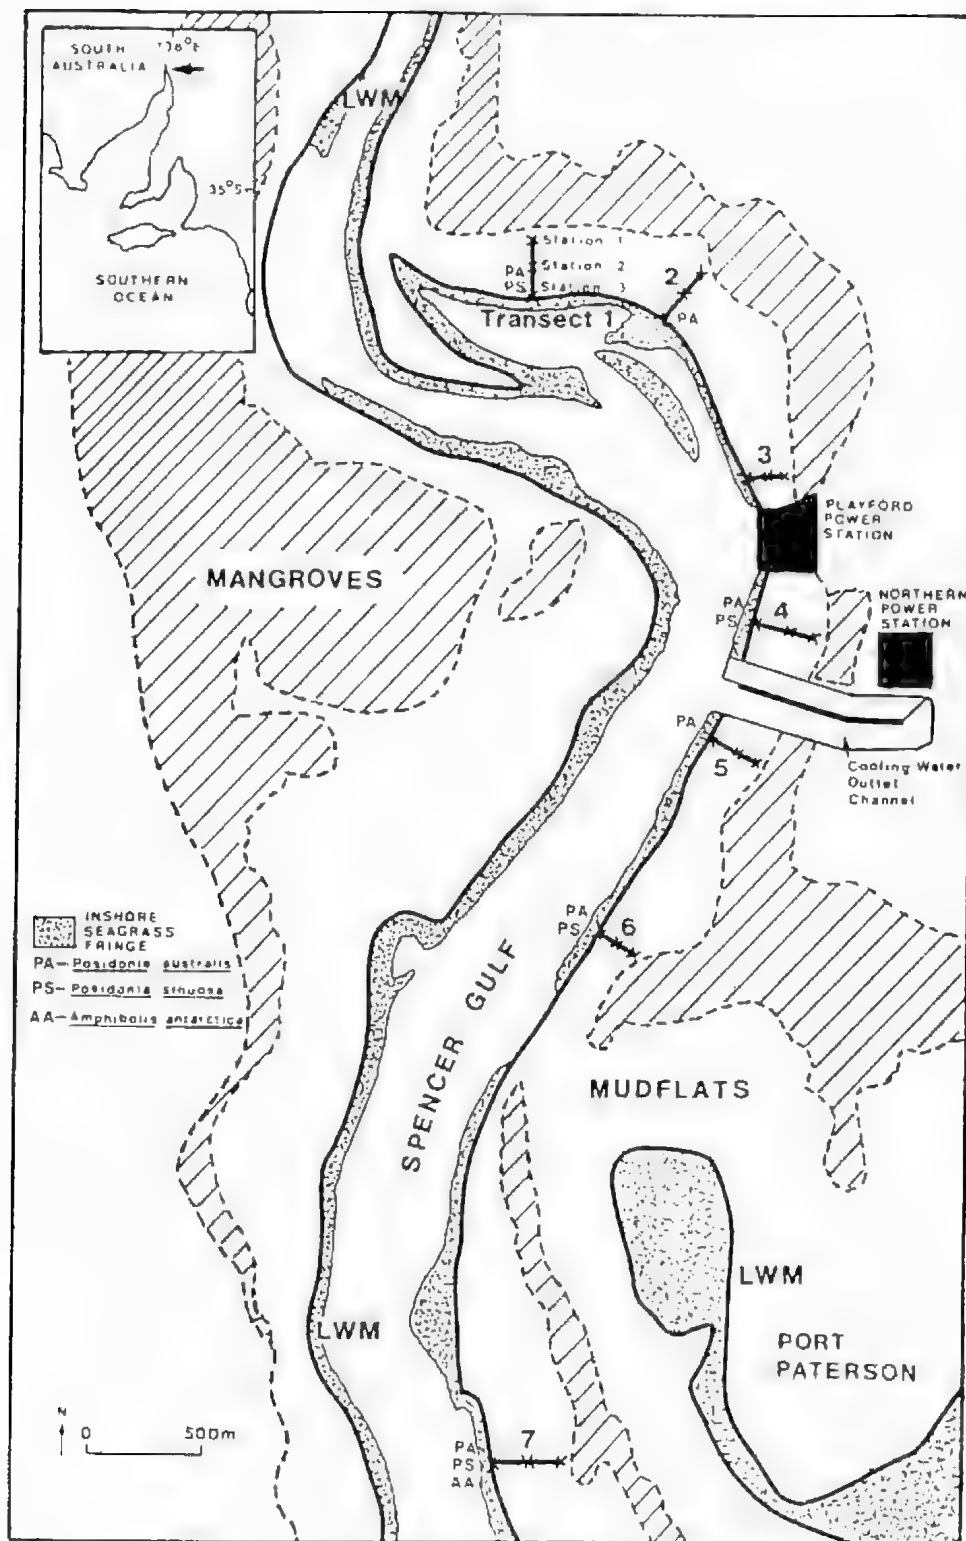 SOUTH
AUSTRALIA
138°E
35°S
SOUTHERN
OCEAN
LWM
Station 1
PA Station 2
PS Station 3
Transect 1
2
PA
3
PLAYFORD
POWER
STATION
MANGROVES
PA
PS
4
NORTHERN
POWER
STATION
PA
5
Cooling Water
Outlet
Channel
INSHORE
SEAGRASS
FRINGE
PA—Posidonia australis
PS—Posidonia sinuosa
AA—Amphibolis antarctica
PA
PS
6
SPENCER GULF
MUDFLATS
LWM
LWM
PORT
PATERSON
N
0 500m
7
PA
PS
AA